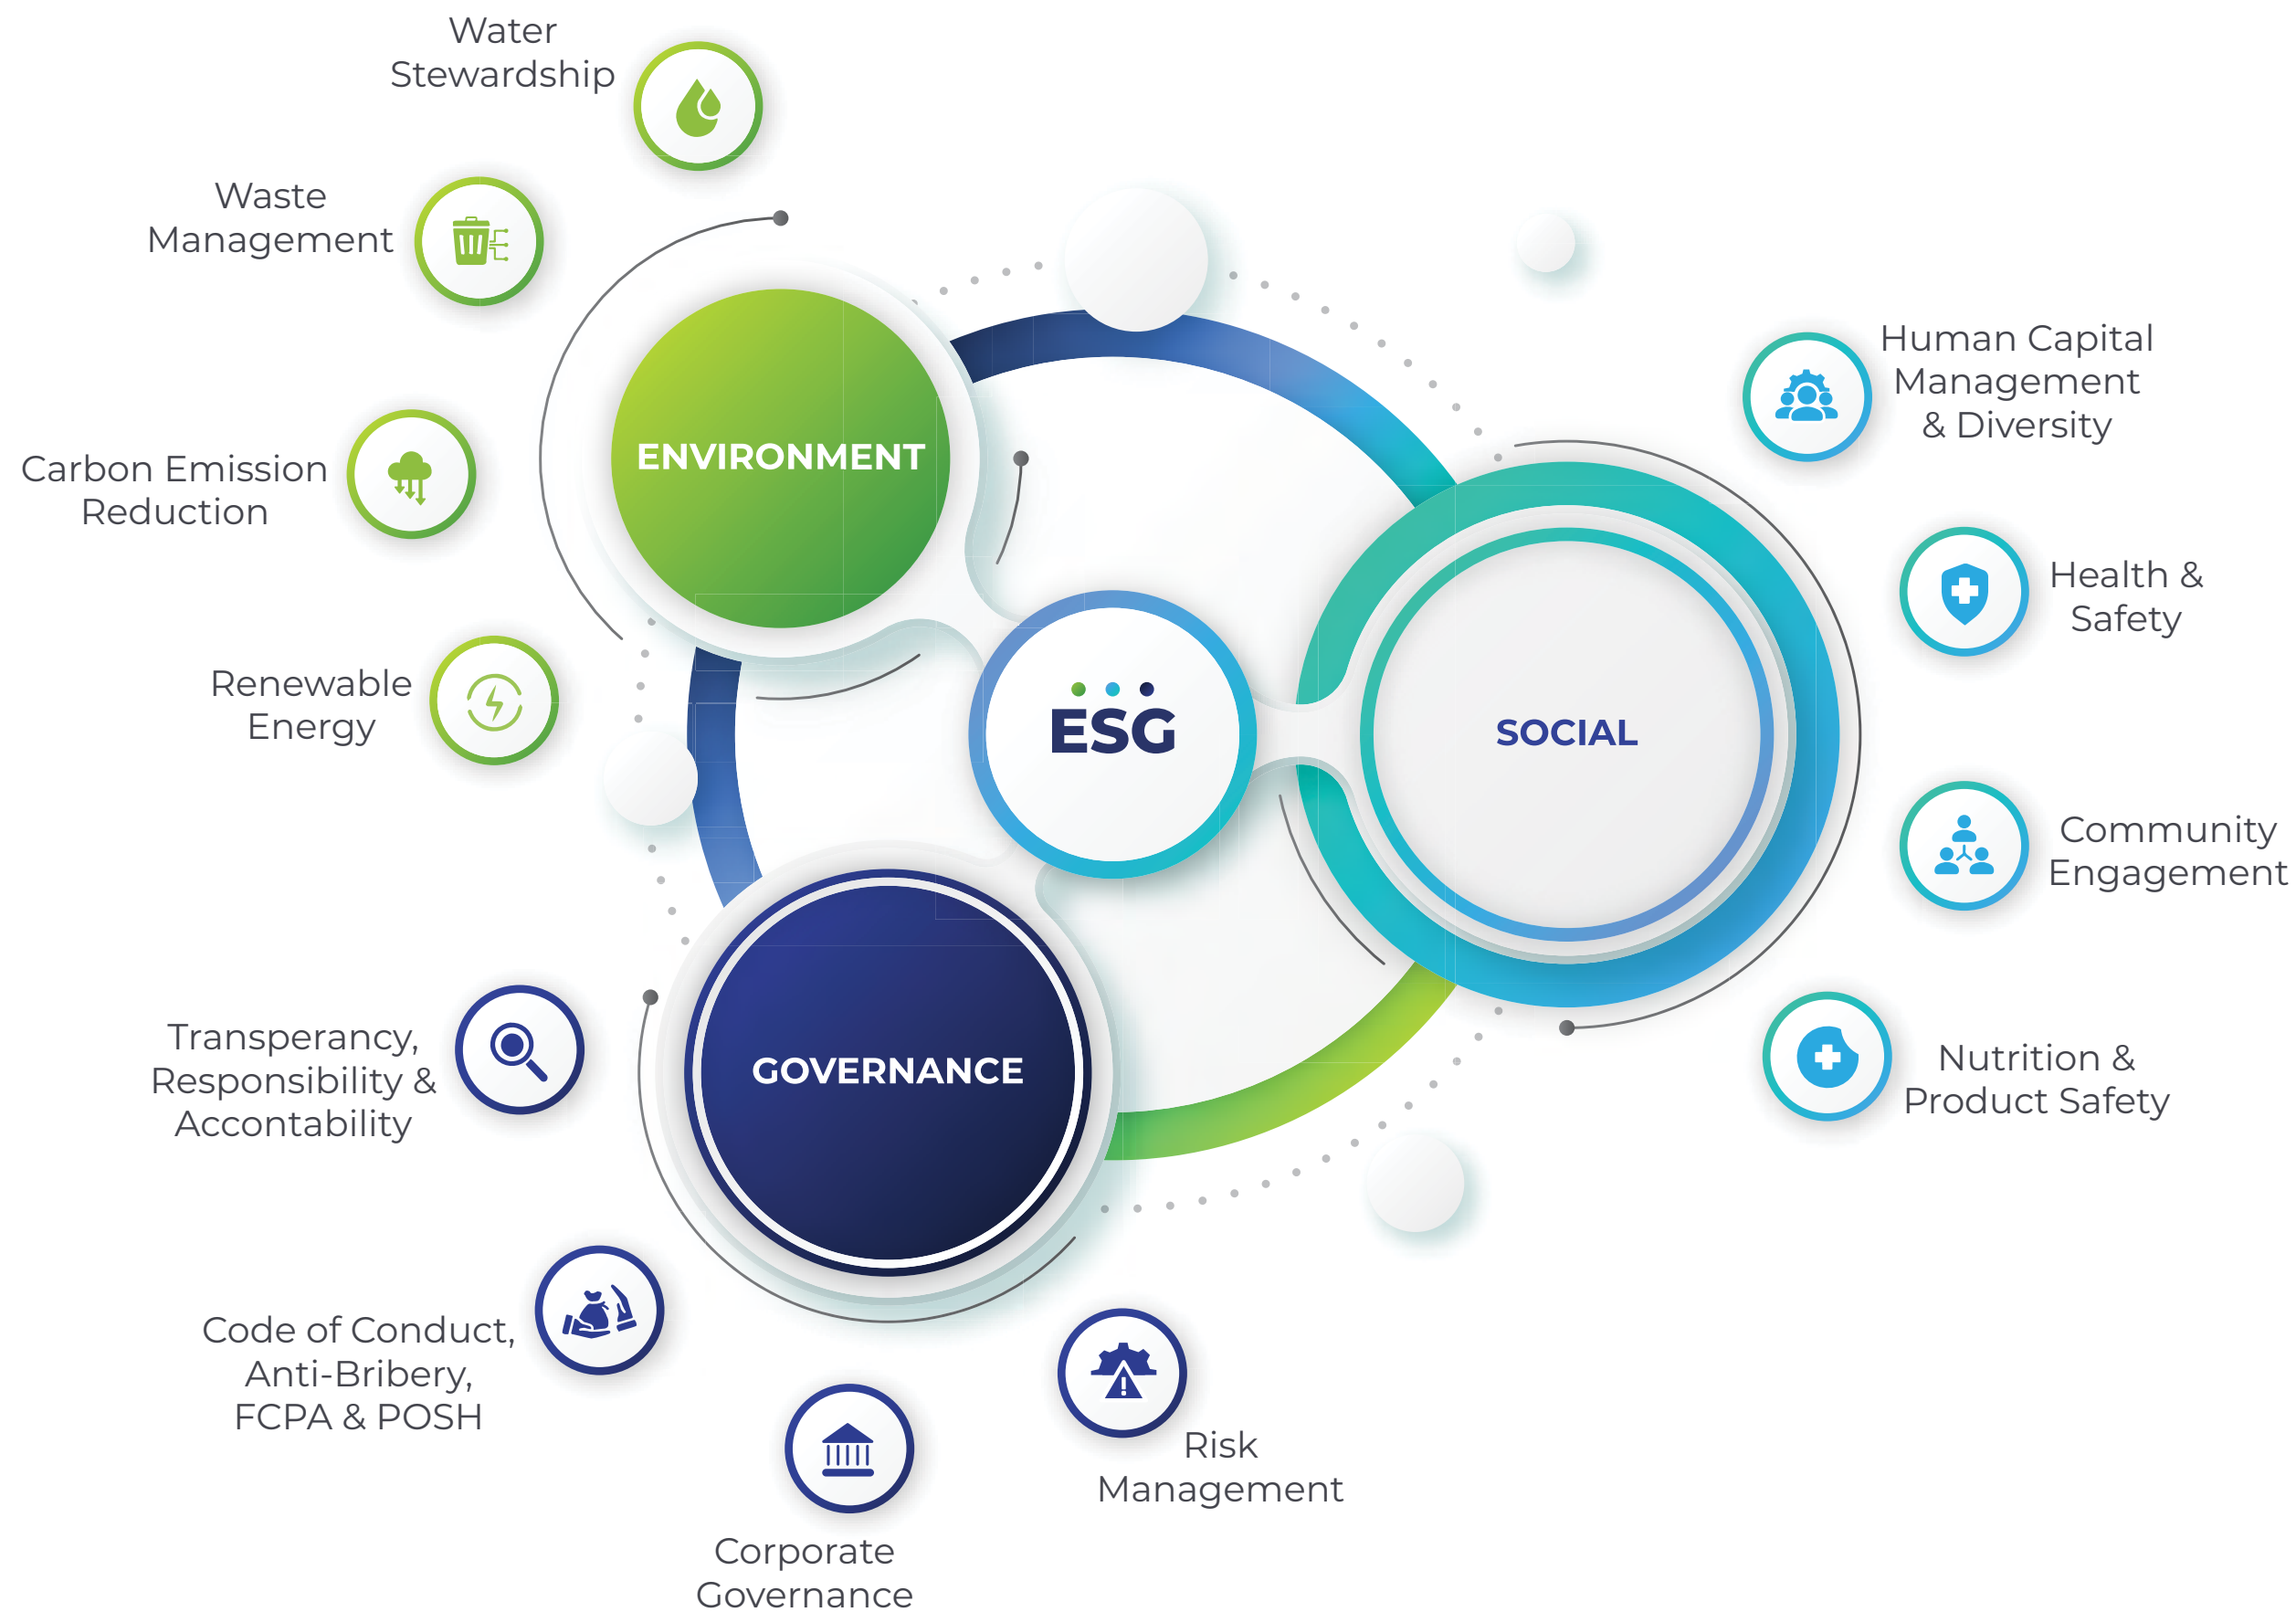 Water
Stewardship
Waste
Management
Carbon Emission
Reduction
Renewable
Energy
ENVIRONMENT
ESG
SOCIAL
GOVERNANCE
Human Capital
Management
& Diversity
Health &
Safety
Community
Engagement
Nutrition &
Product Safety
Transperancy,
Responsibility &
Accontability
Code of Conduct,
Anti-Bribery,
FCPA & POSH
Corporate
Governance
Risk
Management